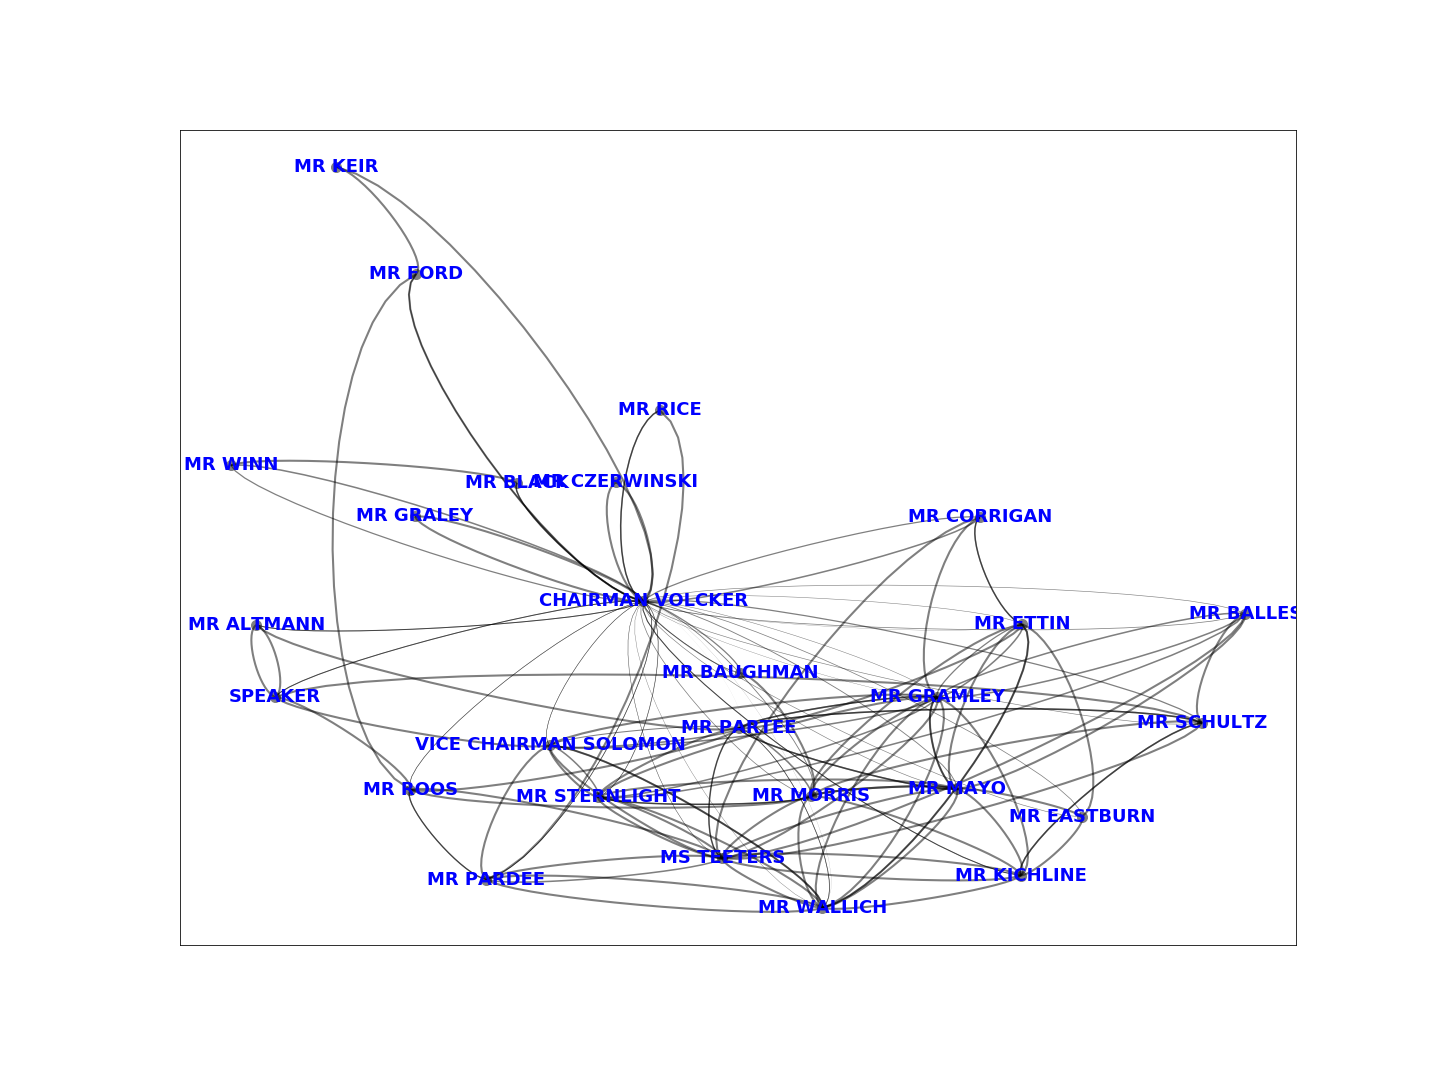 MR KEIR
MR FORD
MR RICE
MR WINN
MR BLACK
MR CZERWINSKI
MR GRALEY
MR CORRIGAN
CHAIRMAN VOLCKER
MR BALLES
MR ALTMANN
MR ETTIN
MR BAUGHMAN
SPEAKER
MR GRAMLEY
MR SCHULTZ
MR PARTEE
VICE CHAIRMAN SOLOMON
MR ROOS
MR STERNLIGHT
MR MORRIS
MR MAYO
MR EASTBURN
MS TEETERS
MR PARDEE
MR KICHLINE
MR WALLICH